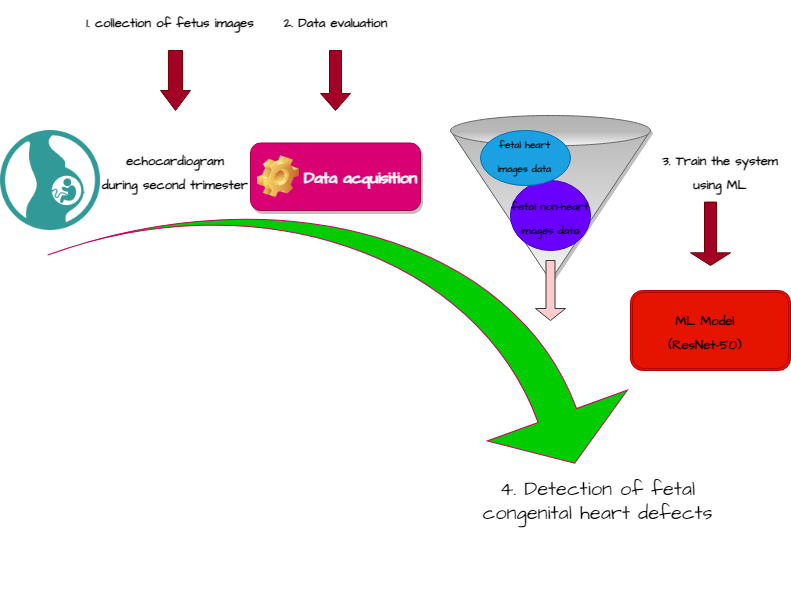 1. collection of fetus images
2. Data evaluation
echocardiogram
during second trimester
Data acquisition
fetal heart
images data
fetal non-heart
images data
3. Train the system
using ML
ML Model
(ResNet-50)
4. Detection of fetal
congenital heart defects